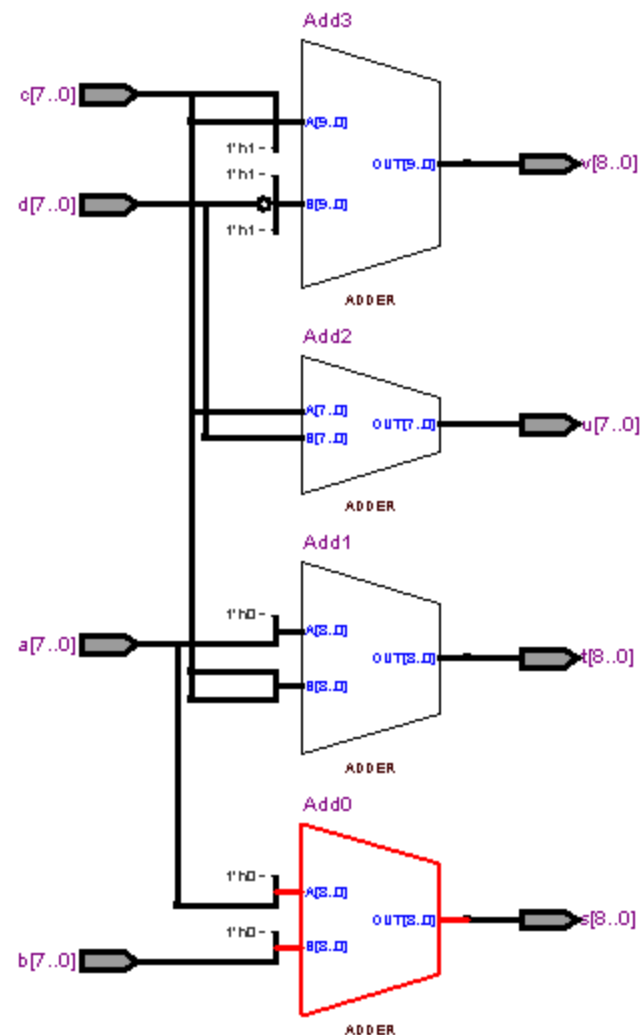 Add3
c[7..0]
A[9..0]
1'h1
1'h1
OUT[9..0]
v[8..0]
d[7..0]
B[9..0]
1'h1
ADDER
Add2
A[7..0]
OUT[7..0]
u[7..0]
B[7..0]
ADDER
Add1
1'h0
A[8..0]
a[7..0]
OUT[8..0]
t[8..0]
B[8..0]
ADDER
Add0
1'h0
A[8..0]
OUT[8..0]
s[8..0]
1'h0
B[8..0]
b[7..0]
ADDER